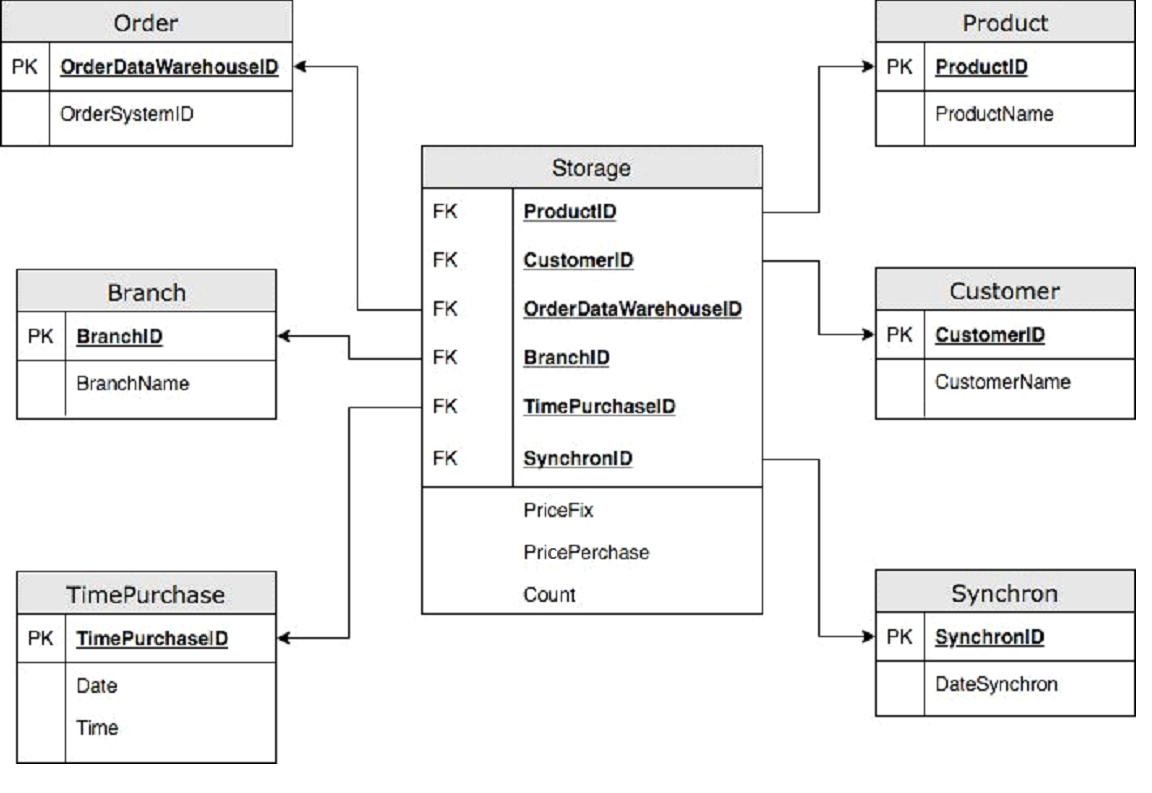 Order
PK OrderDataWarehouseID
OrderSystemID
Product
PK ProductID
ProductName
Storage
FK ProductID
FK CustomerID
FK OrderDataWarehouseID
FK BranchID
FK TimePurchaseID
FK SynchronID
PriceFix
PricePerchase
Count
Branch
PK BranchID
BranchName
Customer
PK CustomerID
CustomerName
TimePurchase
PK TimePurchaseID
Date
Time
Synchron
PK SynchronID
DateSynchron